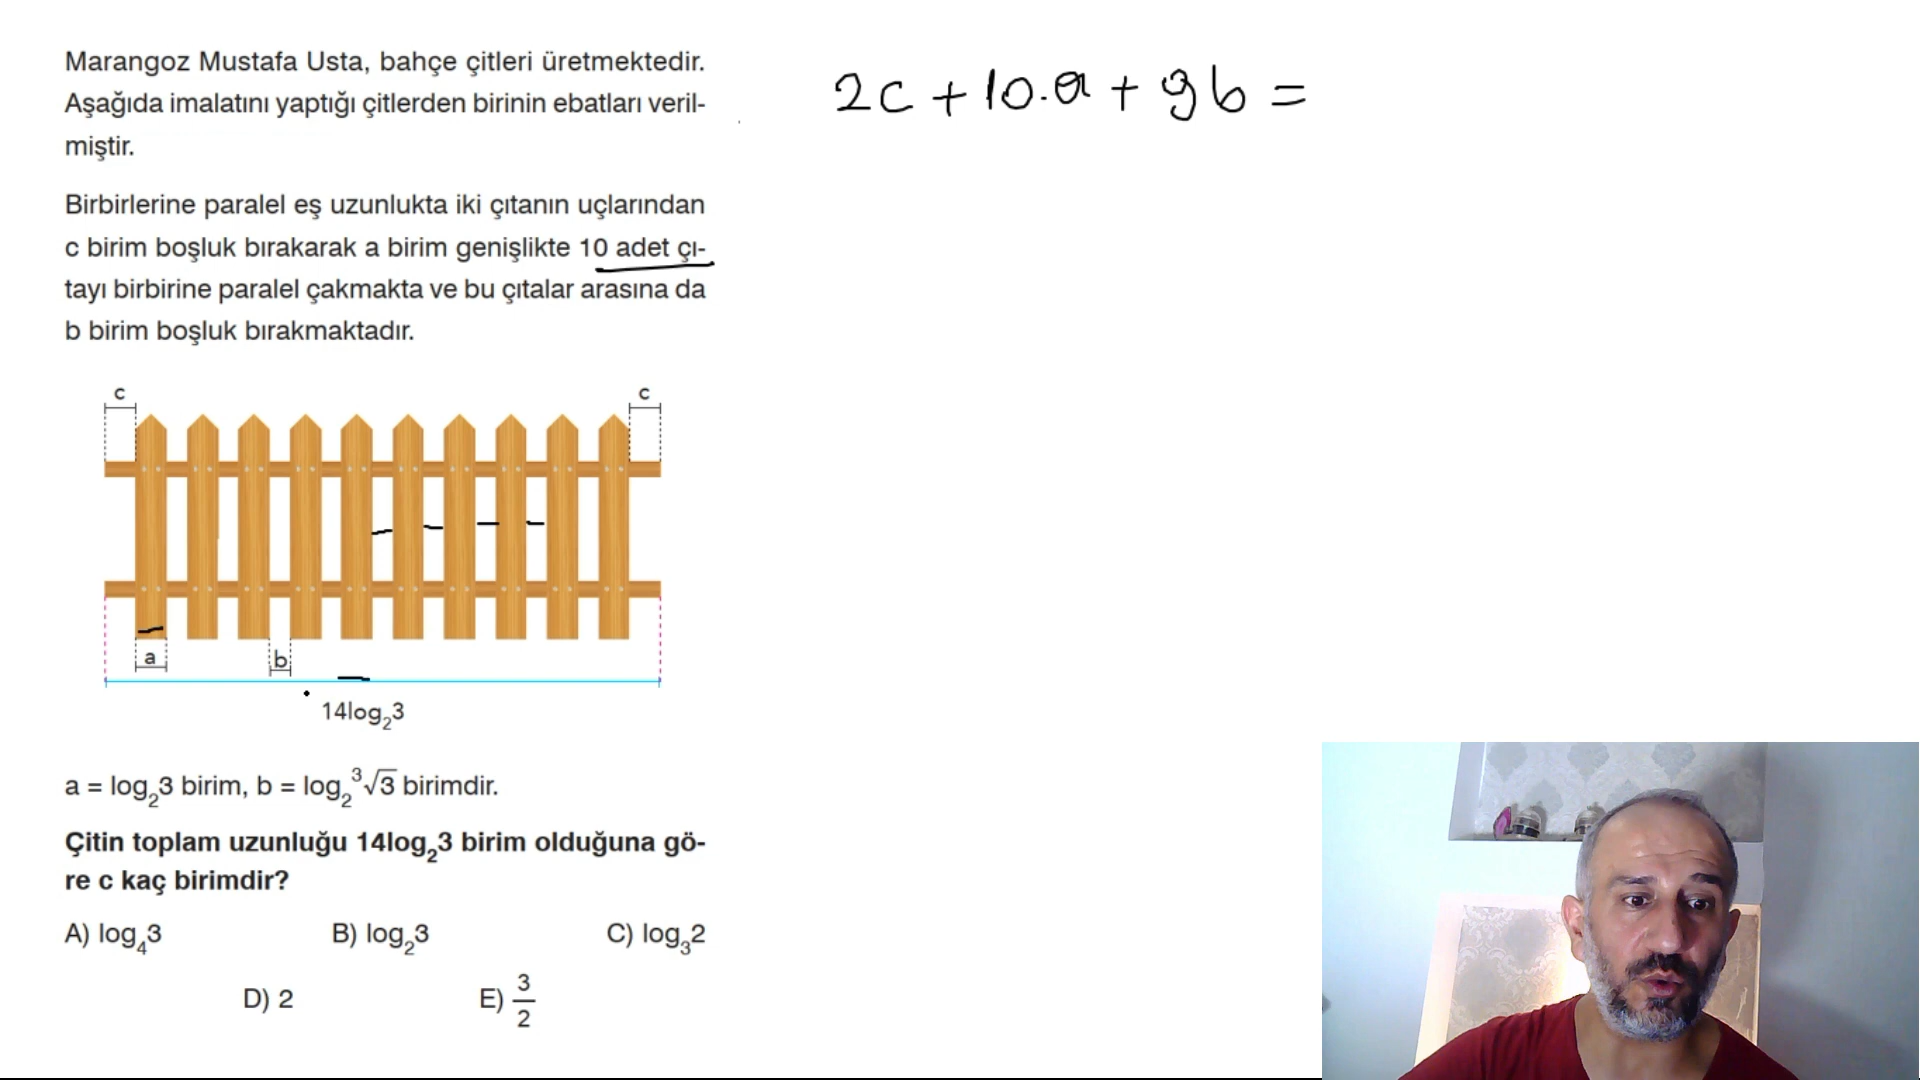 Marangoz Mustafa Usta, bahçe çitleri üretmektedir.
Aşağıda imalatını yaptığı çitlerden birinin ebatları veril-
miştir.
Birbirlerine paralel eş uzunlukta iki çıtanın uçlarından
c birim boşluk bırakarak a birim genişlikte 10 adet çı-
tayı birbirine paralel çakmakta ve bu çıtalar arasına da
b birim boşluk bırakmaktadır.
c
c
a
b
14log₂3
a = log₂3 birim, b = log₂³√3 birimdir.
Çitin toplam uzunluğu 14log₂3 birim olduğuna gö-
re c kaç birimdir?
A) log₄3 B) log₂3 C) log₃2
D) 2 E) 3/2
2c + 10.a + 9b =